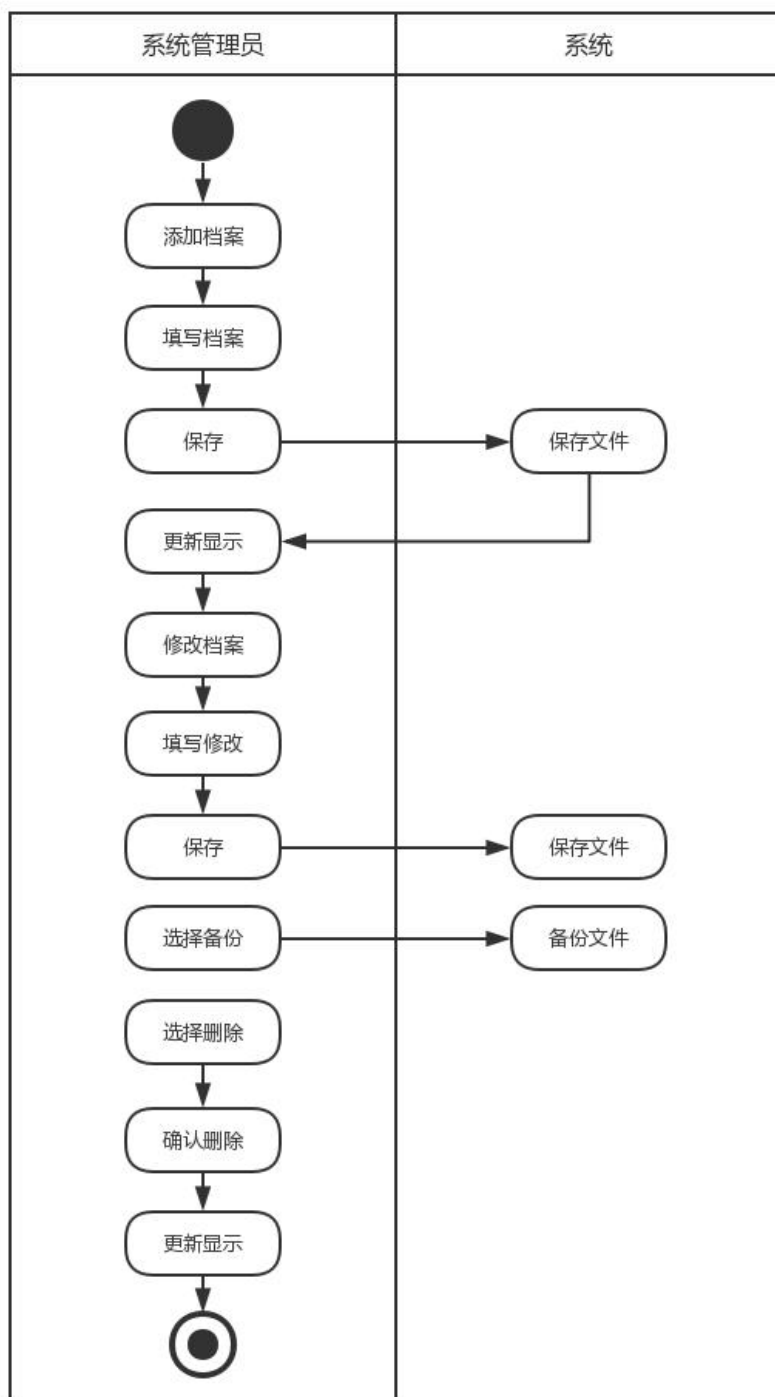 系统管理员
系统
添加档案
填写档案
保存
保存文件
更新显示
修改档案
填写修改
保存
保存文件
选择备份
备份文件
选择删除
确认删除
更新显示